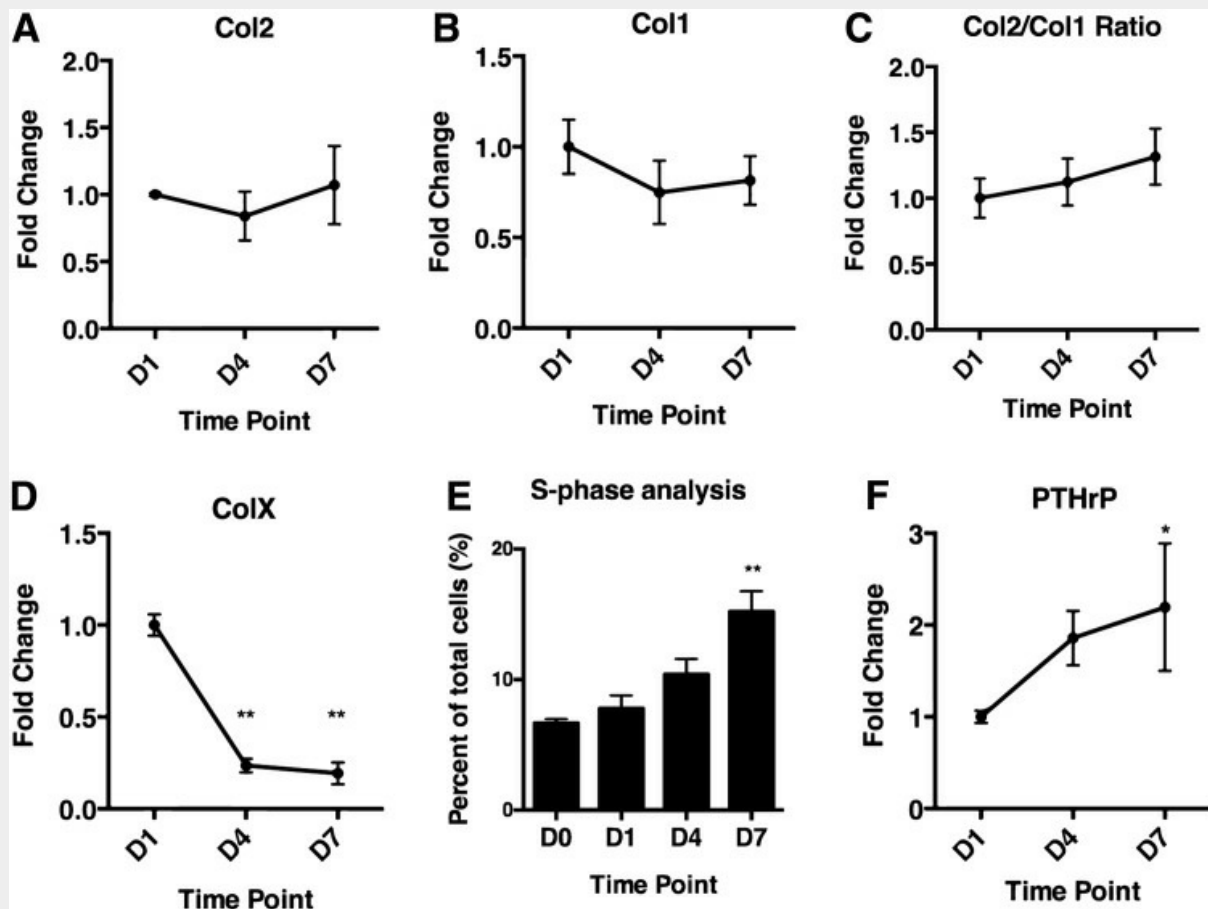 A
Col2
Fold Change
2.0
1.5
1.0
0.5
0.0
D1
D4
D7
Time Point
B
Col1
Fold Change
1.5
1.0
0.5
0.0
D1
D4
D7
Time Point
C
Col2/Col1 Ratio
Fold Change
2.0
1.5
1.0
0.5
0.0
D1
D4
D7
Time Point
D
ColX
Fold Change
1.5
1.0
0.5
0.0
**
**
D1
D4
D7
Time Point
E
S-phase analysis
Percent of total cells (%)
20
10
0
**
D0
D1
D4
D7
Time Point
F
PTHrP
Fold Change
3
2
1
0
*
D1
D4
D7
Time Point